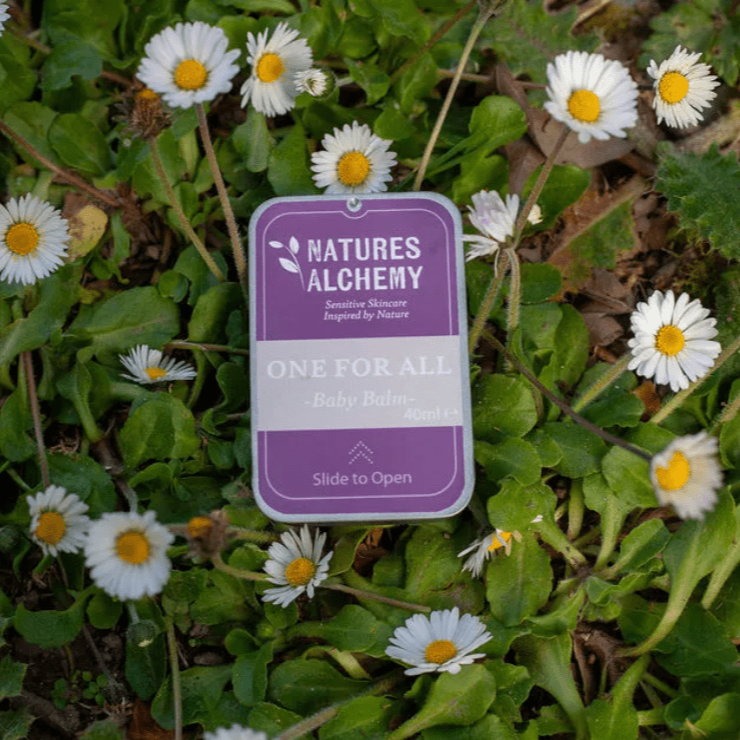 NATURES
ALCHEMY
Sensitive Skincare
Inspired by Nature
ONE FOR ALL
-Baby Balm-
40ml ℮
Slide to Open